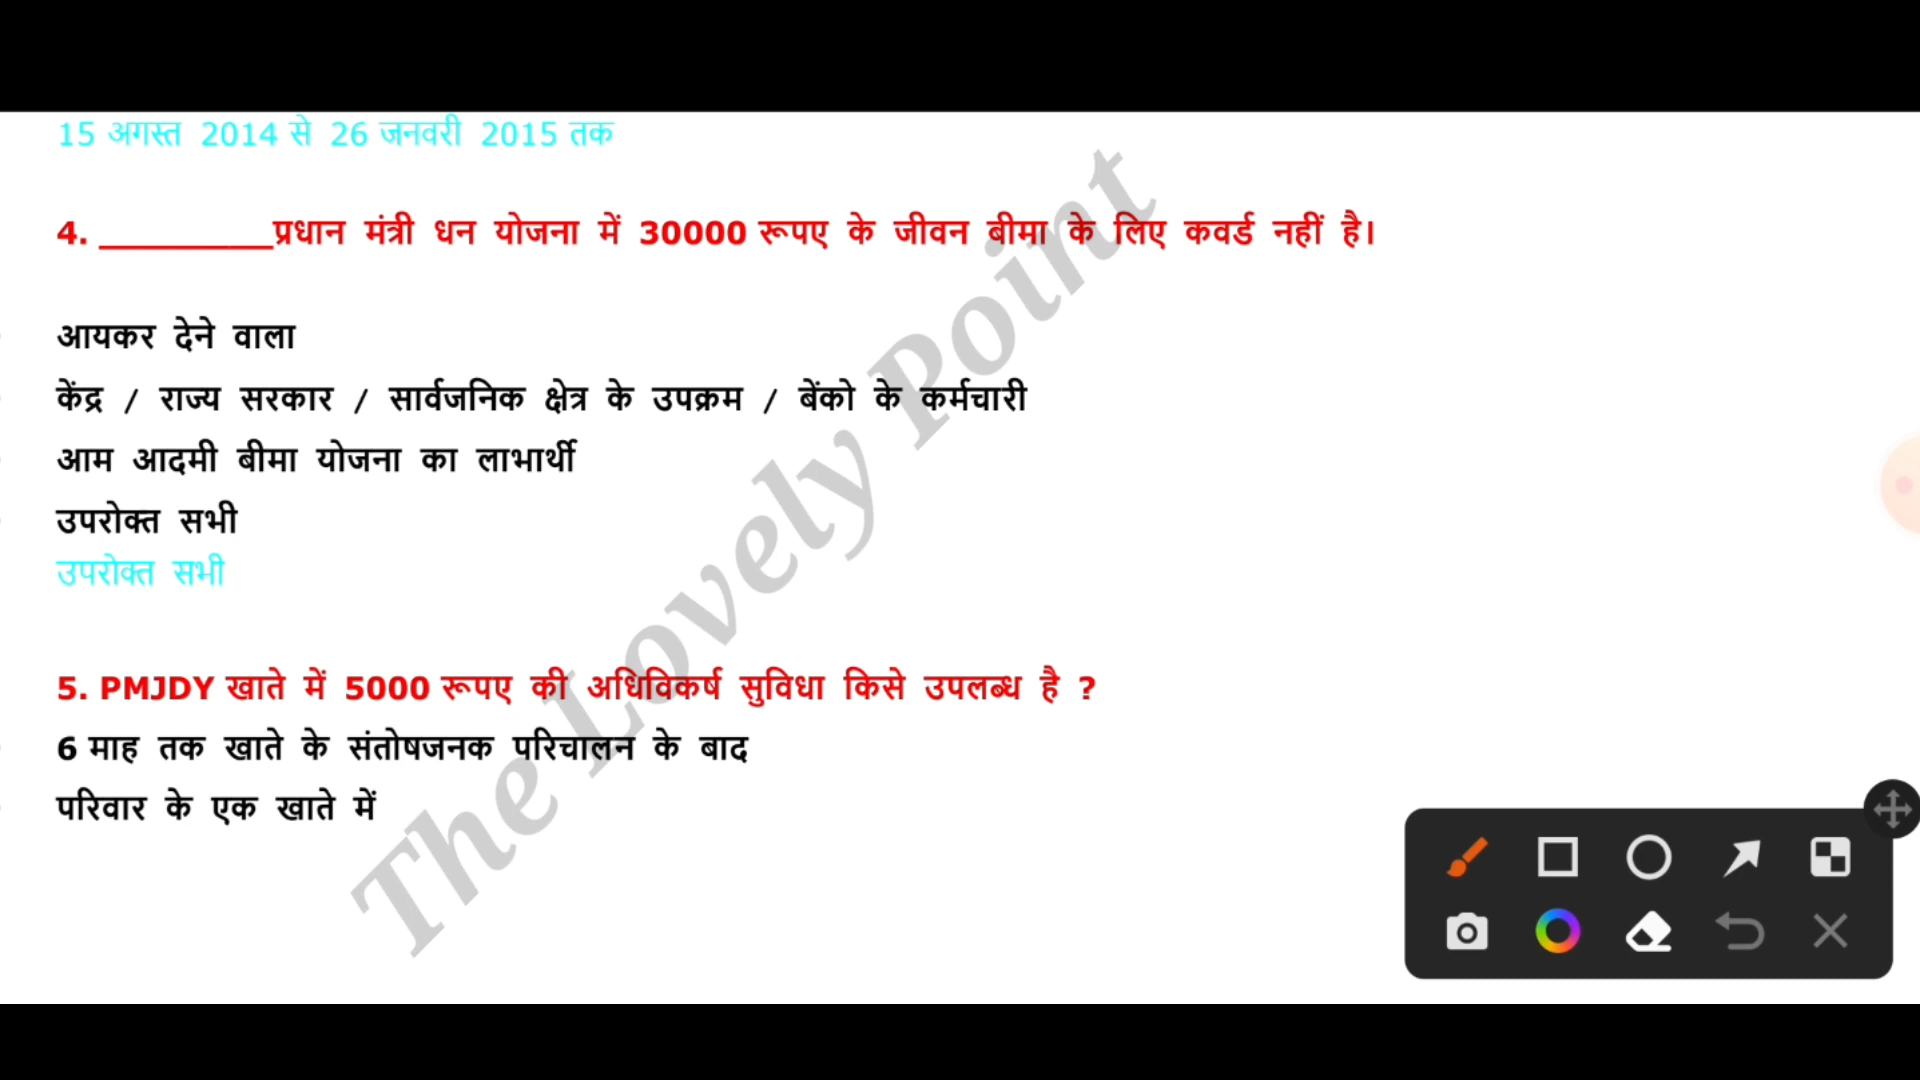 15 अगस्त 2014 से 26 जनवरी 2015 तक
4. __________प्रधान मंत्री धन योजना में 30000 रूपए के जीवन बीमा के लिए कवर्ड नहीं है।
आयकर देने वाला
केंद्र / राज्य सरकार / सार्वजनिक क्षेत्र के उपक्रम / बेंको के कर्मचारी
आम आदमी बीमा योजना का लाभार्थी
उपरोक्त सभी
उपरोक्त सभी
5. PMJDY खाते में 5000 रूपए की अधिविकर्ष सुविधा किसे उपलब्ध है ?
6 माह तक खाते के संतोषजनक परिचालन के बाद
परिवार के एक खाते में
The Lovely Point